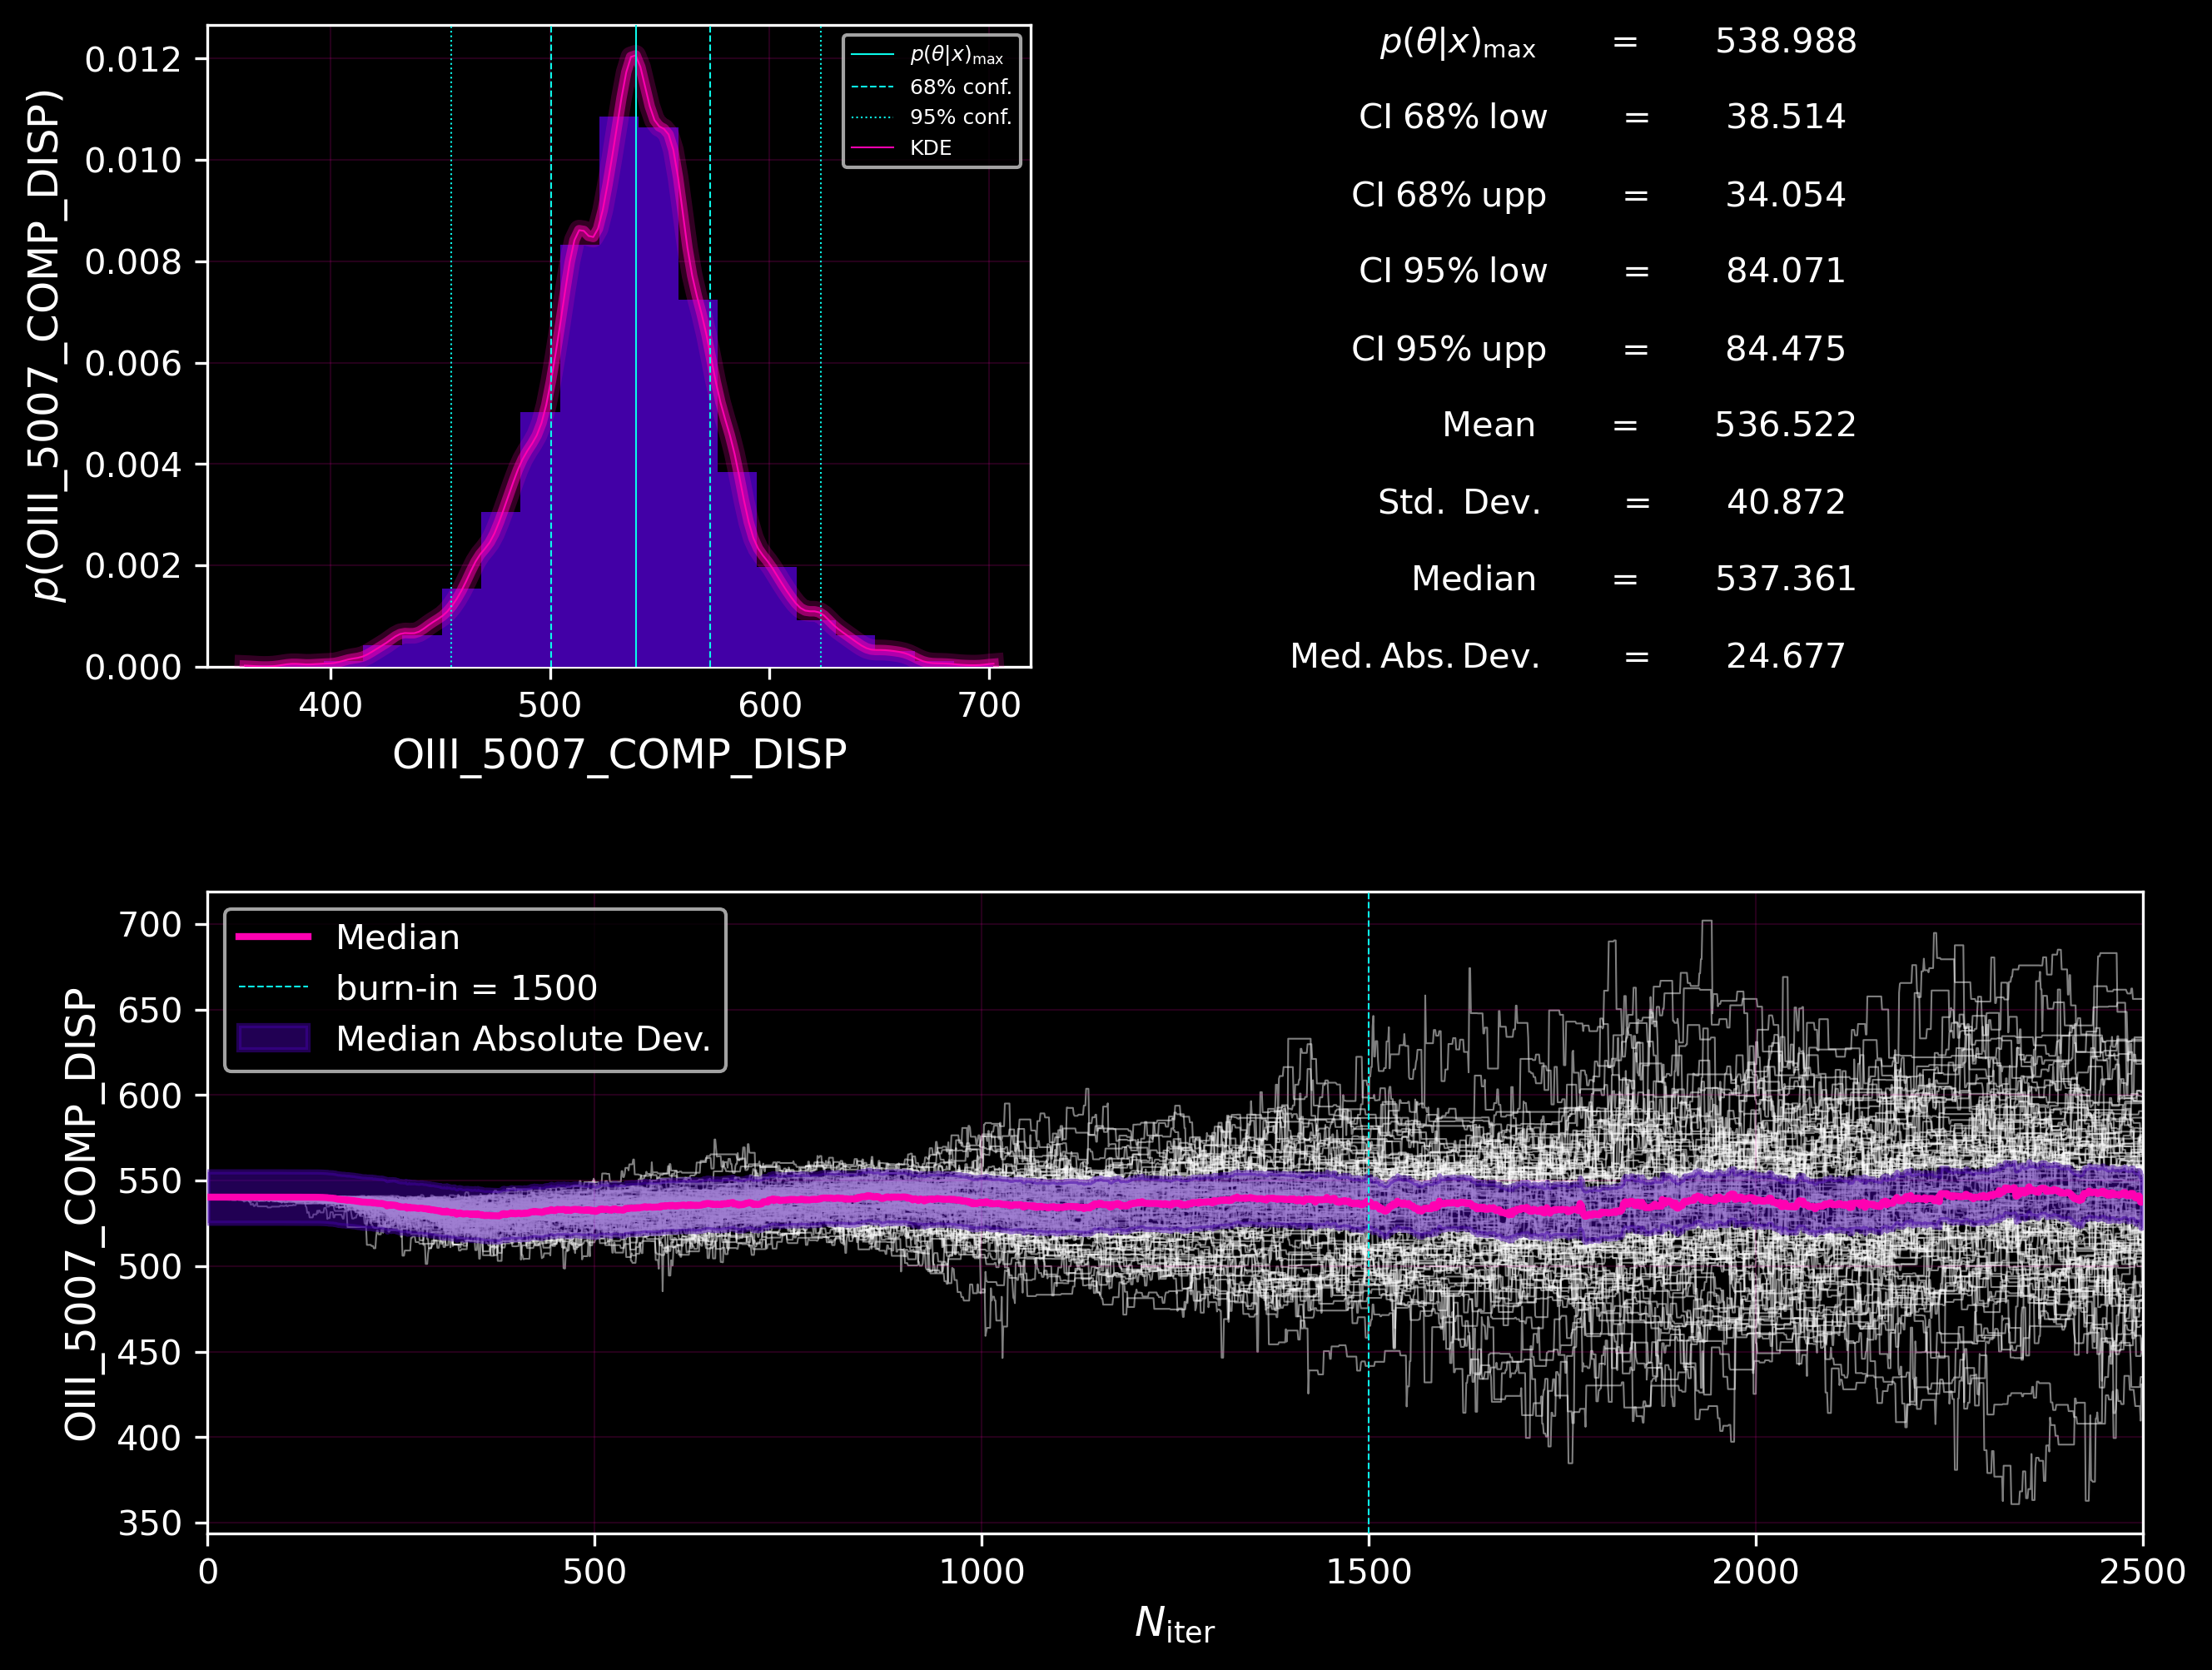 p(OIII_5007_COMP_DISP)
0.012
0.010
0.008
0.006
0.004
0.002
0.000
400 500 600 700
OIII_5007_COMP_DISP
p(θ|x)max
68% conf.
95% conf.
KDE
p(θ|x)max = 538.988
CI 68% low = 38.514
CI 68% upp = 34.054
CI 95% low = 84.071
CI 95% upp = 84.475
Mean = 536.522
Std. Dev. = 40.872
Median = 537.361
Med. Abs. Dev. = 24.677
OIII_5007_COMP_DISP
700
650
600
550
500
450
400
350
Median
burn-in = 1500
Median Absolute Dev.
0 500 1000 1500 2000 2500
Niter